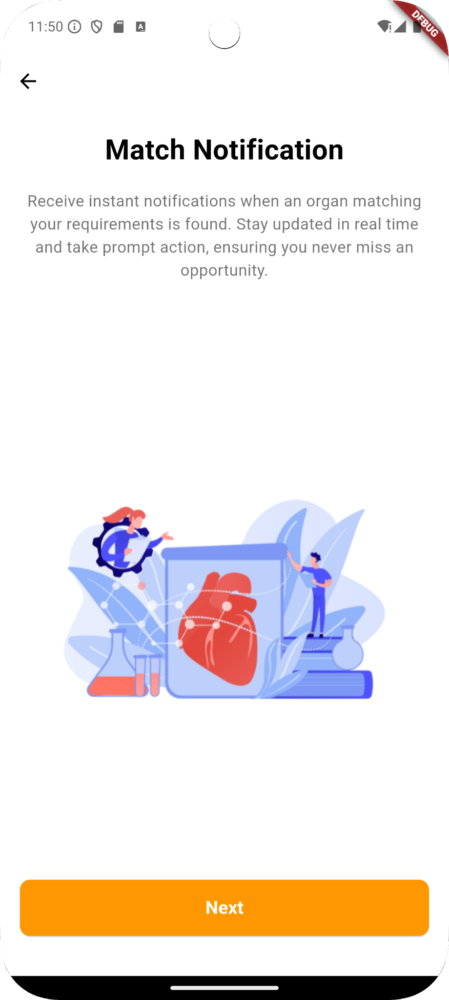 11:50
DEBUG
Match Notification
Receive instant notifications when an organ matching
your requirements is found. Stay updated in real time
and take prompt action, ensuring you never miss an
opportunity.
Next